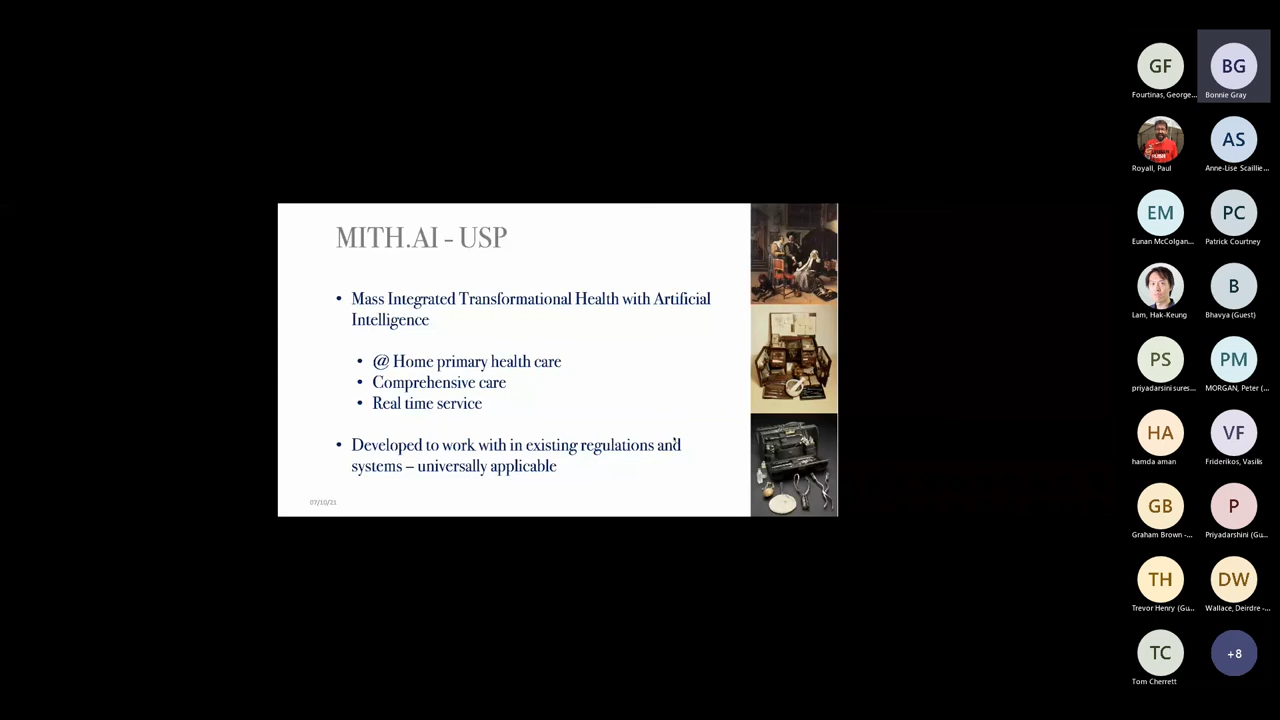 MITH.AI - USP
• Mass Integrated Transformational Health with Artificial
Intelligence
• @ Home primary health care
• Comprehensive care
• Real time service
• Developed to work with in existing regulations and
systems – universally applicable
07/10/21
GF
Fourtinas, George...
BG
Bonnie Gray
Royall, Paul
AS
Anne-Lise Scaillie...
EM
Eunan McColgan...
PC
Patrick Courtney
Lam, Hak-Keung
B
Bhavya (Guest)
PS
priyadarsini sures...
PM
MORGAN, Peter (...
HA
hamda aman
VF
Friderikos, Vasilis
GB
Graham Brown -...
P
Priyadarshini (Gu...
TH
Trevor Henry (Gu...
DW
Wallace, Deirdre -...
TC
Tom Cherrett
+8